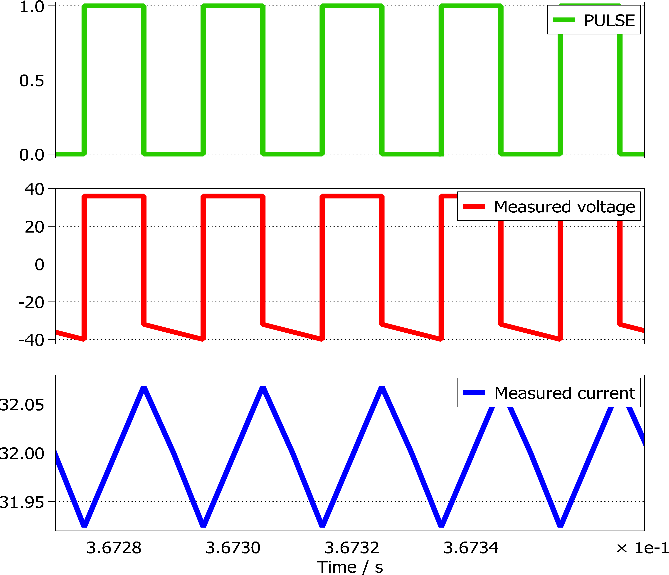 1.0
PULSE
0.5
0.0
40
Measured voltage
20
0
-20
-40
Measured current
32.05
32.00
31.95
3.6728 3.6730 3.6732 3.6734 × 1e-1
Time / s